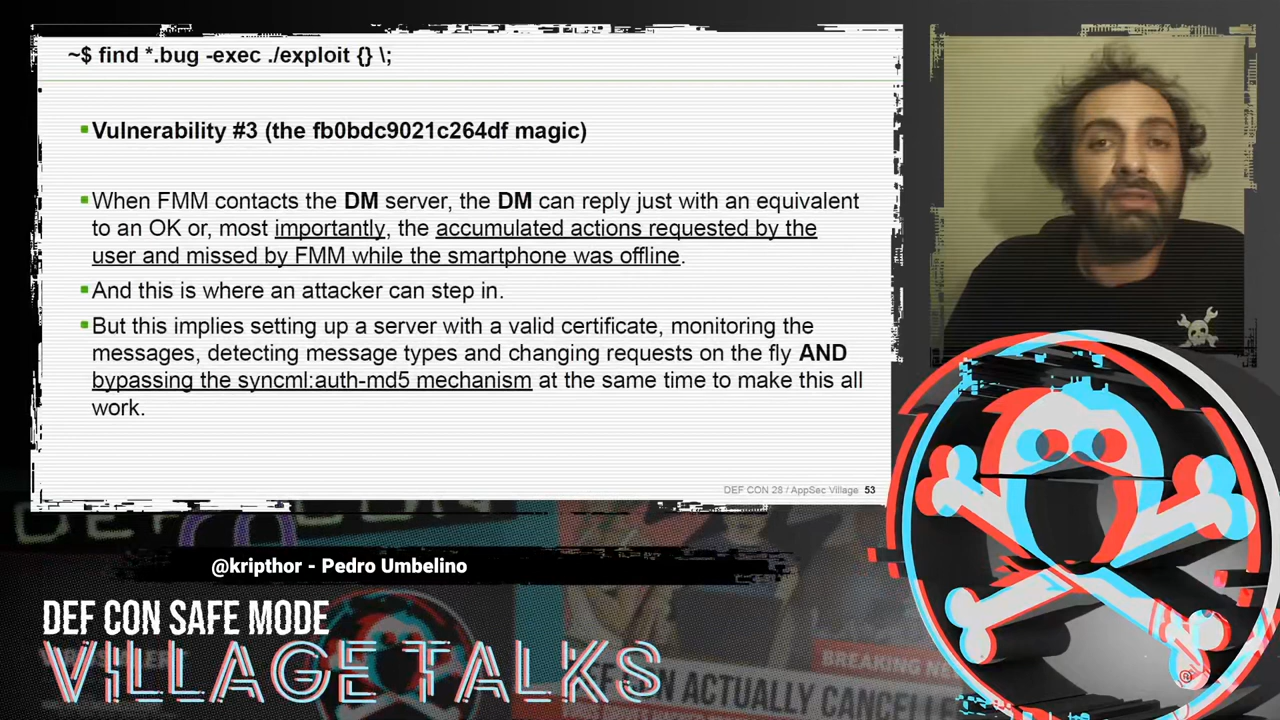 ~$ find *.bug -exec ./exploit {} \;
Vulnerability #3 (the fb0bdc9021c264df magic)
When FMM contacts the DM server, the DM can reply just with an equivalent
to an OK or, most importantly, the accumulated actions requested by the
user and missed by FMM while the smartphone was offline.
And this is where an attacker can step in.
But this implies setting up a server with a valid certificate, monitoring the
messages, detecting message types and changing requests on the fly AND
bypassing the syncml:auth-md5 mechanism at the same time to make this all
work.
DEF CON 28 / AppSec Village 53
@kripthor - Pedro Umbelino
DEF CON SAFE MODE
VILLAGE TALKS
DEF CON
BREAKING
CON ACTUALLY